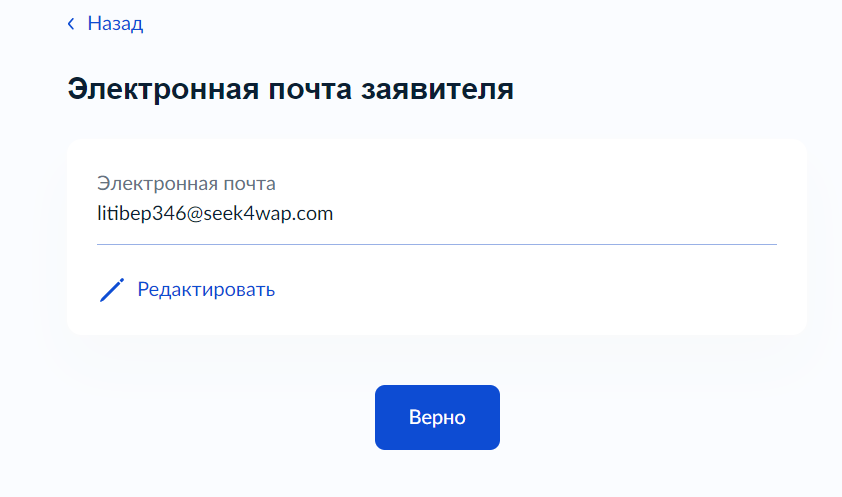 Назад
Электронная почта заявителя
Электронная почта
litibep346@seek4wap.com
Редактировать
Верно